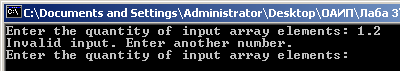 C:\Documents and Settings\Administrator\Desktop\ОАИП\Лаба 3
Enter the quantity of input array elements: 1.2
Invalid input. Enter another number.
Enter the quantity of input array elements: